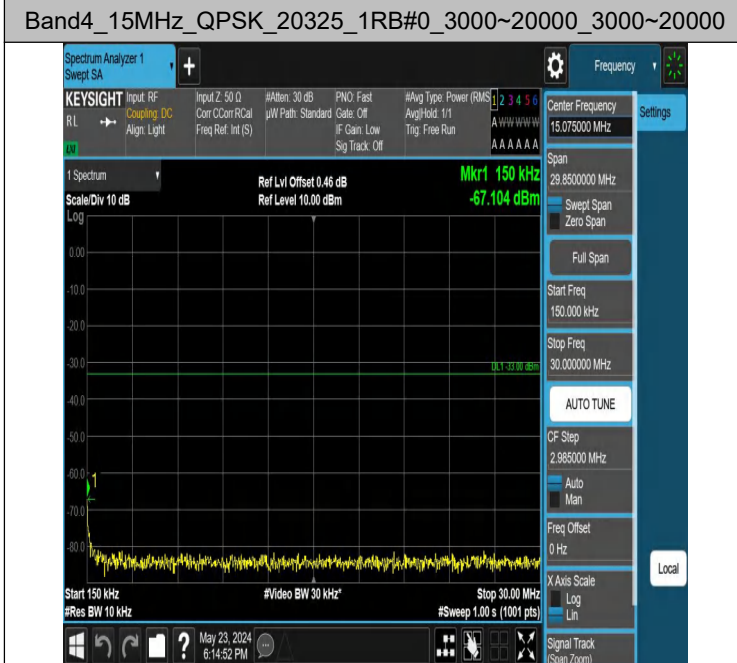 Band4_15MHz_QPSK_20325_1RB#0_3000~20000_3000~20000
Spectrum Analyzer 1
Swept SA
Frequency
KEYSIGHT
RL
Input: RF
Coupling: DC
Align: Light
Input Z: 50 Ω
Corr CCorr RCal
Freq Ref: Int (S)
#Atten: 30 dB
µW Path: Standard
PNO: Fast
Gate: Off
IF Gain: Low
Sig Track: Off
#Avg Type: Power (RMS
Avg|Hold: 1/1
Trig: Free Run
1 2 3 4 5 6
A W W W W W
A A A A A A
1 Spectrum
Scale/Div 10 dB
Log
Ref Lvl Offset 0.46 dB
Ref Level 10.00 dBm
Mkr1 150 kHz
-67.104 dBm
0.00
-10.0
-20.0
-30.0
-40.0
-50.0
-60.0
-70.0
-80.0
DL1 -33.00 dBm
1
Start 150 kHz
#Res BW 10 kHz
#Video BW 30 kHz*
Stop 30.00 MHz
#Sweep 1.00 s (1001 pts)
May 23, 2024
6:14:52 PM
Center Frequency
15.075000 MHz
Settings
Span
29.8500000 MHz
Swept Span
Zero Span
Full Span
Start Freq
150.000 kHz
Stop Freq
30.000000 MHz
AUTO TUNE
CF Step
2.985000 MHz
Auto
Man
Freq Offset
0 Hz
X Axis Scale
Log
Lin
Local
Signal Track
(Span Zoom)